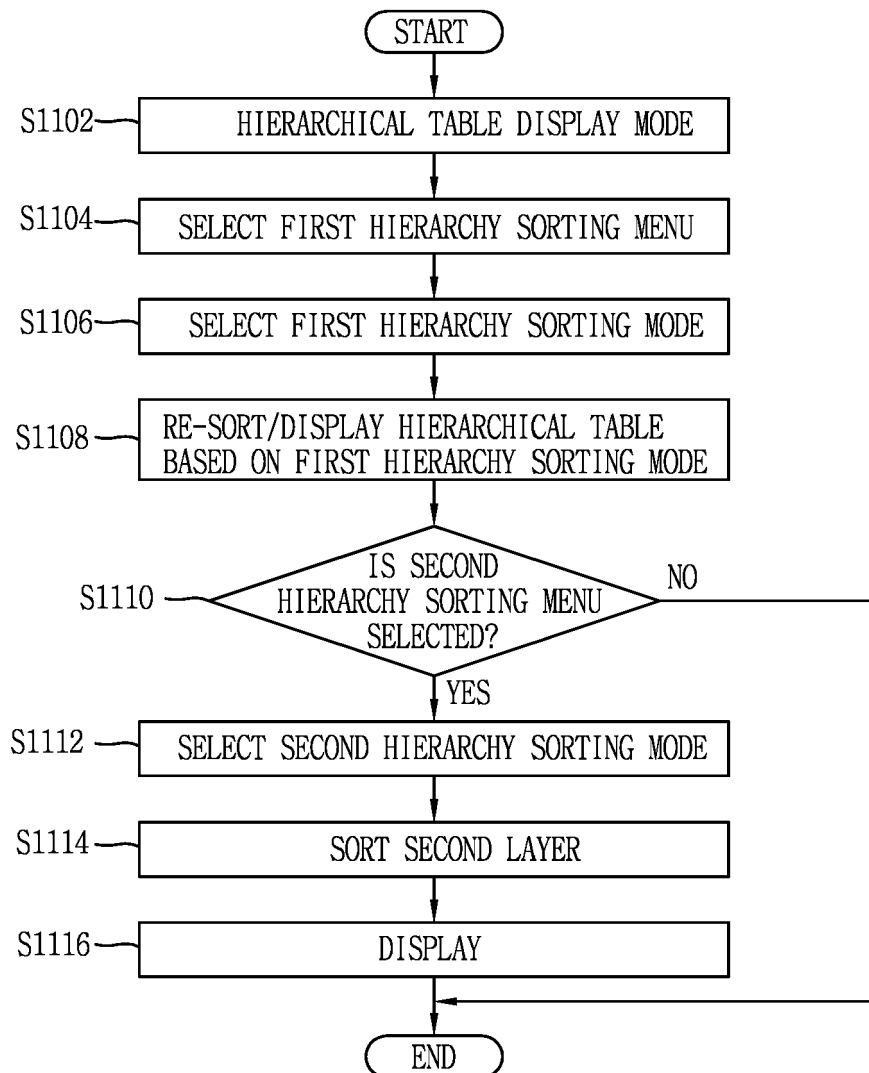 START
S1102
HIERARCHICAL TABLE DISPLAY MODE
S1104
SELECT FIRST HIERARCHY SORTING MENU
S1106
SELECT FIRST HIERARCHY SORTING MODE
S1108
RE-SORT/DISPLAY HIERARCHICAL TABLE
BASED ON FIRST HIERARCHY SORTING MODE
S1110
IS SECOND
HIERARCHY SORTING MENU
SELECTED?
NO
YES
S1112
SELECT SECOND HIERARCHY SORTING MODE
S1114
SORT SECOND LAYER
S1116
DISPLAY
END